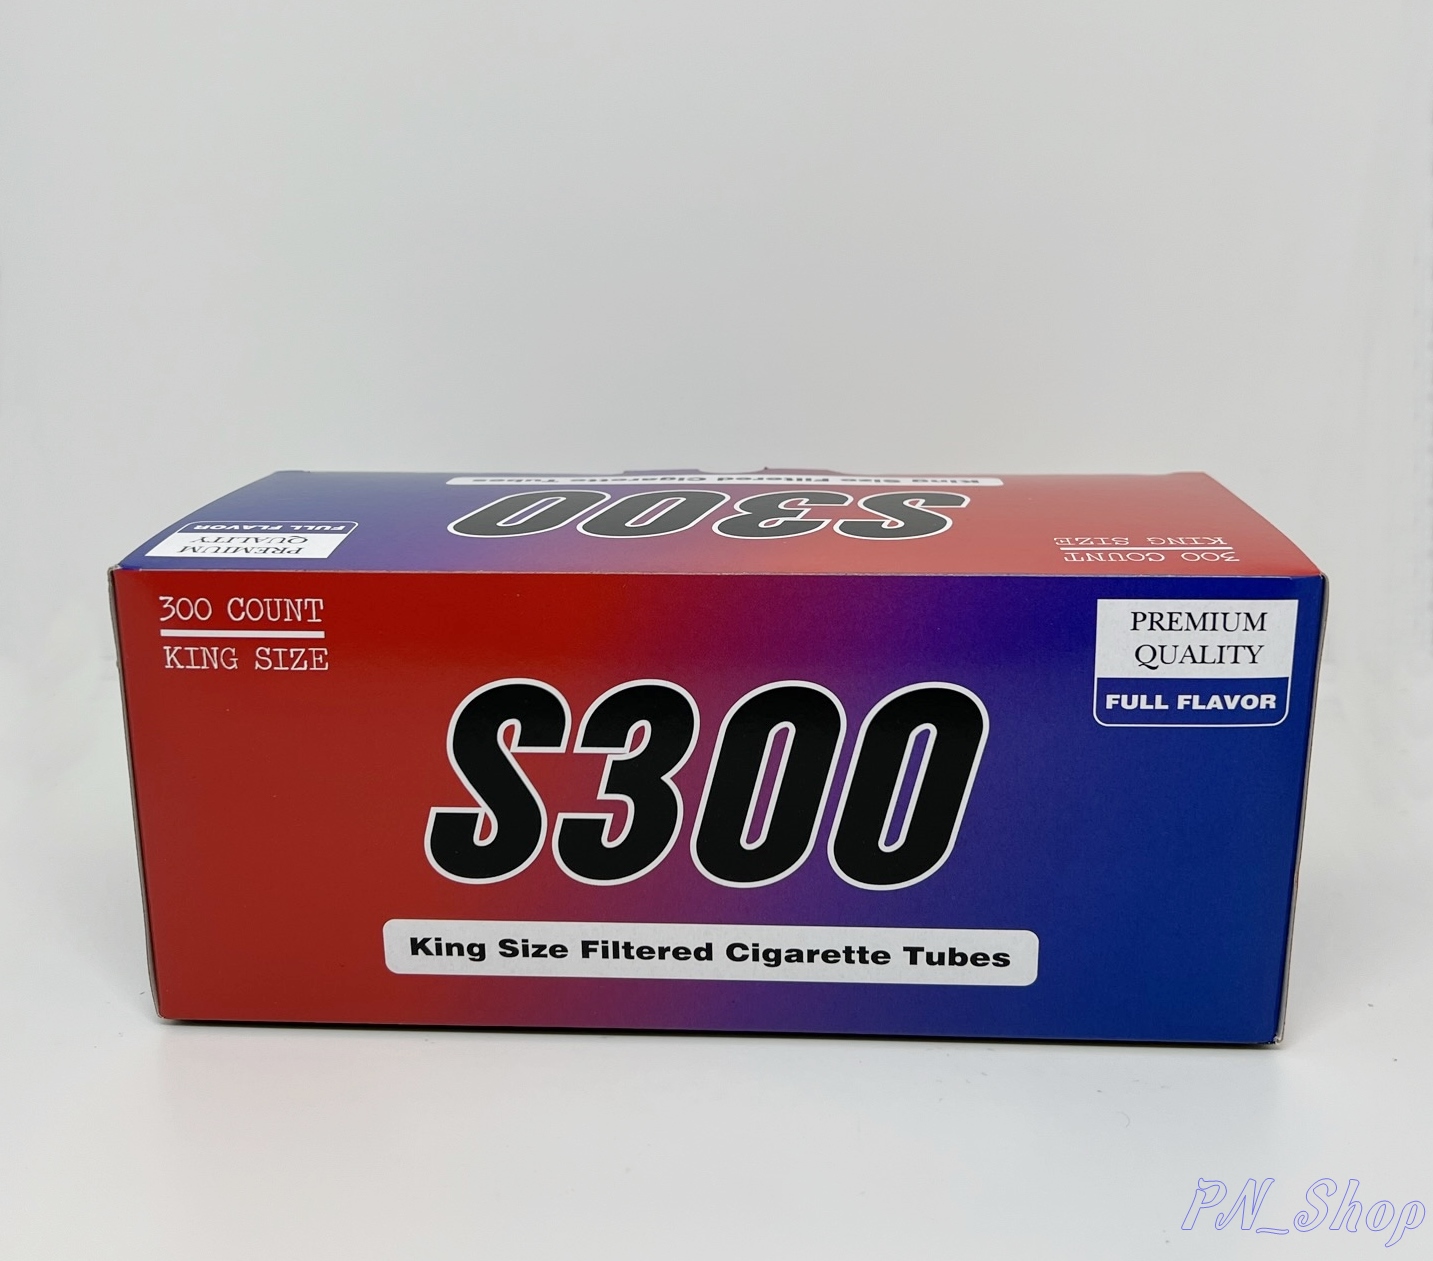 King Size Filtered Cigarette Tubes
S300
FULL FLAVOR
PREMIUM
QUALITY
300 COUNT
KING SIZE
300 COUNT
KING SIZE
PREMIUM
QUALITY
FULL FLAVOR
S300
King Size Filtered Cigarette Tubes
PN_Shop